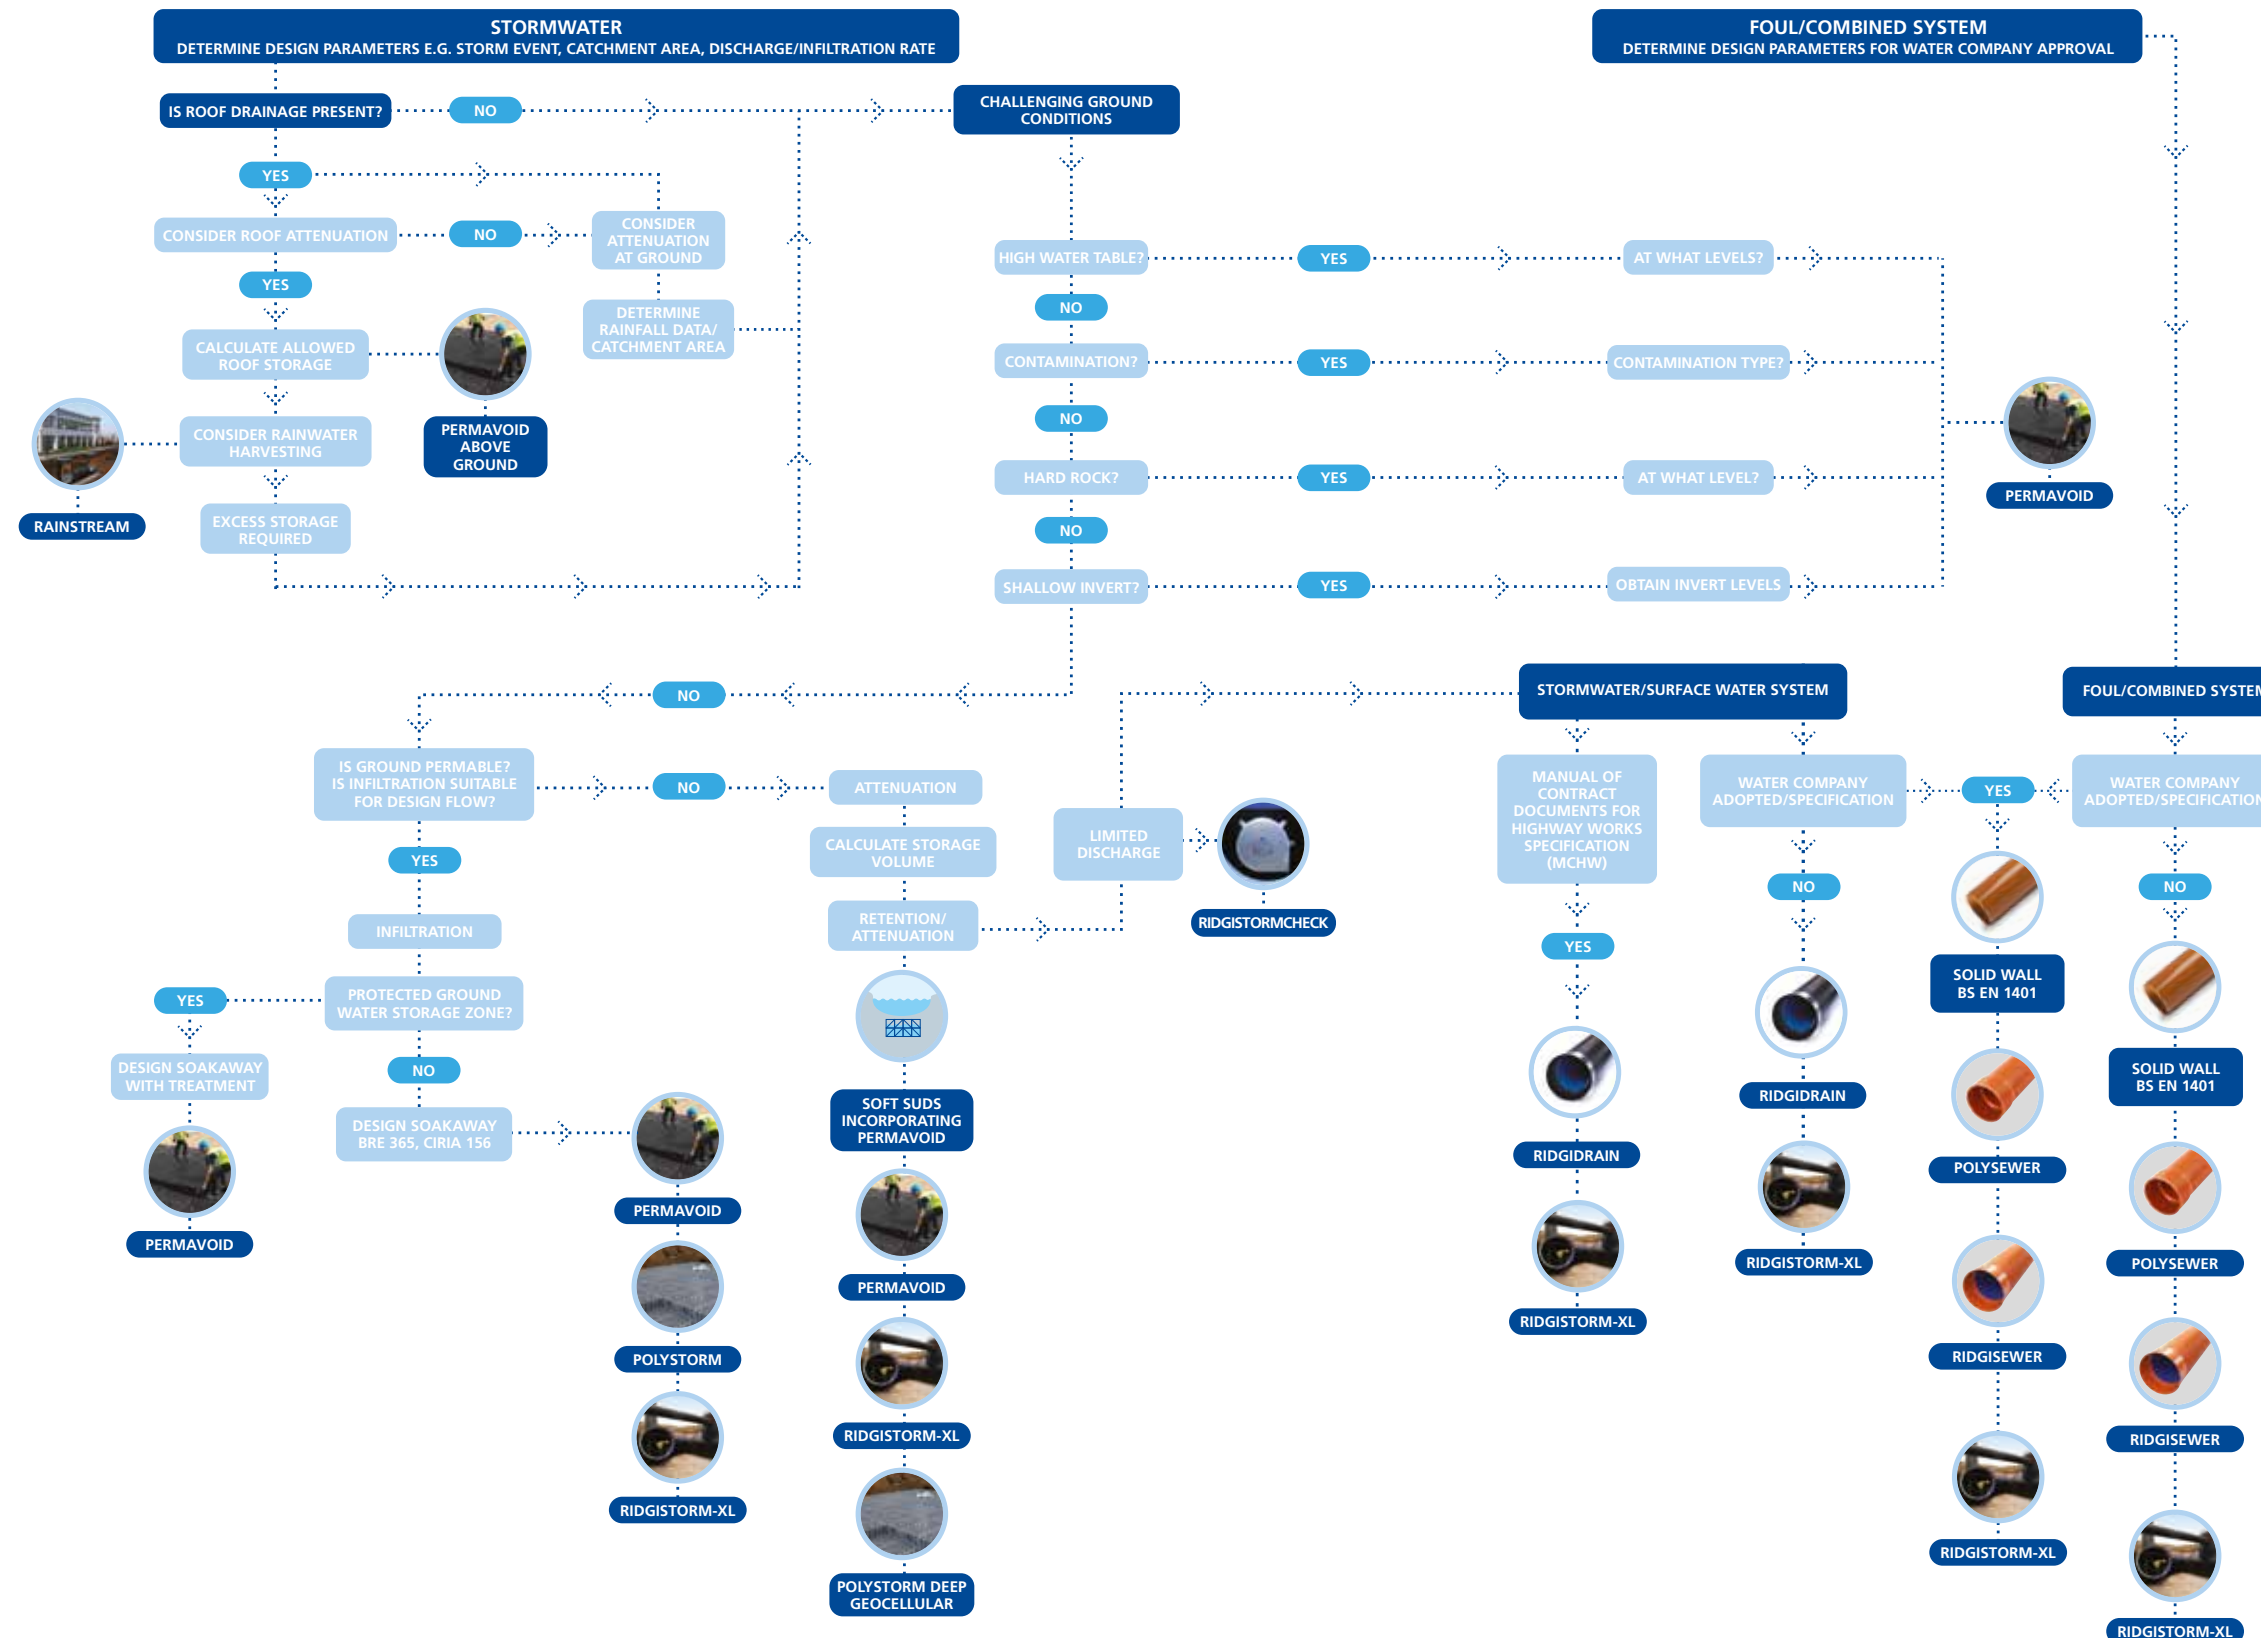 STORMWATER
DETERMINE DESIGN PARAMETERS E.G. STORM EVENT, CATCHMENT AREA, DISCHARGE/INFILTRATION RATE
FOUL/COMBINED SYSTEM
DETERMINE DESIGN PARAMETERS FOR WATER COMPANY APPROVAL
IS ROOF DRAINAGE PRESENT?
NO
YES
CONSIDER ROOF ATTENUATION
NO
CONSIDER
ATTENUATION
AT GROUND
YES
DETERMINE
RAINFALL DATA/
CATCHMENT AREA
CALCULATE ALLOWED
ROOF STORAGE
PERMAVOID
ABOVE
GROUND
CONSIDER RAINWATER
HARVESTING
RAINSTREAM
EXCESS STORAGE
REQUIRED
CHALLENGING GROUND
CONDITIONS
HIGH WATER TABLE?
YES
AT WHAT LEVELS?
NO
CONTAMINATION?
YES
CONTAMINATION TYPE?
NO
HARD ROCK?
YES
AT WHAT LEVEL?
NO
SHALLOW INVERT?
YES
OBTAIN INVERT LEVELS
PERMAVOID
NO
IS GROUND PERMABLE?
IS INFILTRATION SUITABLE
FOR DESIGN FLOW?
NO
YES
INFILTRATION
PROTECTED GROUND
WATER STORAGE ZONE?
YES
DESIGN SOAKAWAY
WITH TREATMENT
PERMAVOID
NO
DESIGN SOAKAWAY
BRE 365, CIRIA 156
PERMAVOID
POLYSTORM
RIDGISTORM-XL
ATTENUATION
CALCULATE STORAGE
VOLUME
RETENTION/
ATTENUATION
SOFT SUDS
INCORPORATING
PERMAVOID
PERMAVOID
RIDGISTORM-XL
POLYSTORM DEEP
GEOCELLULAR
LIMITED
DISCHARGE
RIDGISTORMCHECK
STORMWATER/SURFACE WATER SYSTEM
MANUAL OF
CONTRACT
DOCUMENTS FOR
HIGHWAY WORKS
SPECIFICATION
(MCHW)
YES
RIDGIDRAIN
RIDGISTORM-XL
WATER COMPANY
ADOPTED/SPECIFICATION
NO
RIDGIDRAIN
RIDGISTORM-XL
YES
SOLID WALL
BS EN 1401
POLYSEWER
RIDGISEWER
RIDGISTORM-XL
FOUL/COMBINED SYSTEM
WATER COMPANY
ADOPTED/SPECIFICATION
NO
SOLID WALL
BS EN 1401
POLYSEWER
RIDGISEWER
RIDGISTORM-XL